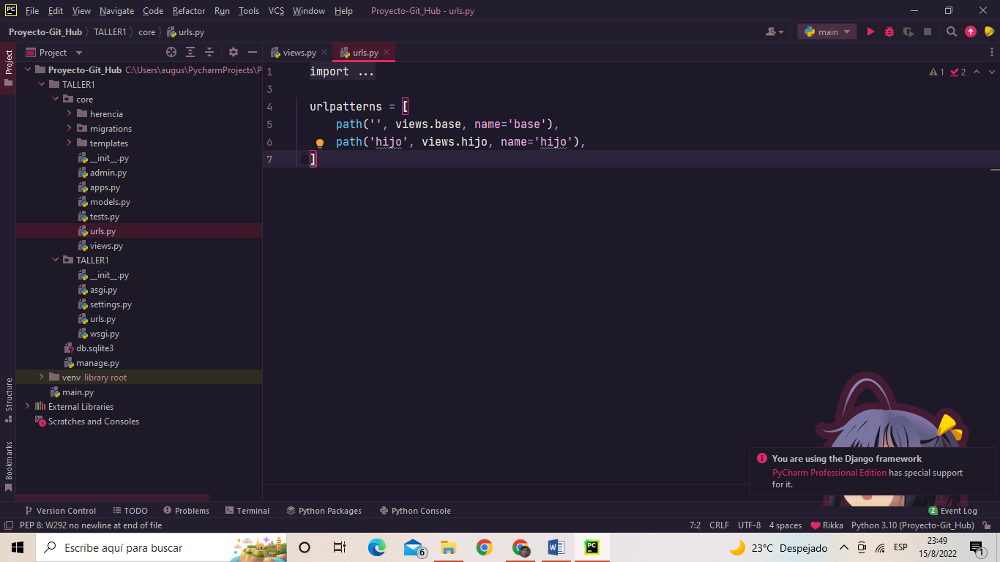 PC File Edit View Navigate Code Refactor Run Tools VCS Window Help Proyecto-Git_Hub - urls.py
Proyecto-Git_Hub TALLER1 core urls.py main
Project views.py urls.py
Project
Structure
Bookmarks
Proyecto-Git_Hub C:\Users\augus\PycharmProjects\P
TALLER1
core
herencia
migrations
templates
__init__.py
admin.py
apps.py
models.py
tests.py
urls.py
views.py
TALLER1
__init__.py
asgi.py
settings.py
urls.py
wsgi.py
db.sqlite3
manage.py
venv library root
main.py
External Libraries
Scratches and Consoles
1 import ...
1 2
3
4 urlpatterns = [
5 path('', views.base, name='base'),
6 path('hijo', views.hijo, name='hijo'),
7 ]
You are using the Django framework
PyCharm Professional Edition has special support
for it.
Version Control TODO Problems Terminal Python Packages Python Console 2 Event Log
PEP 8: W292 no newline at end of file 7:2 CRLF UTF-8 4 spaces Rikka Python 3.10 (Proyecto-Git_Hub)
Escribe aquí para buscar 6 W PC 23°C Despejado ESP 23:49
15/8/2022 1